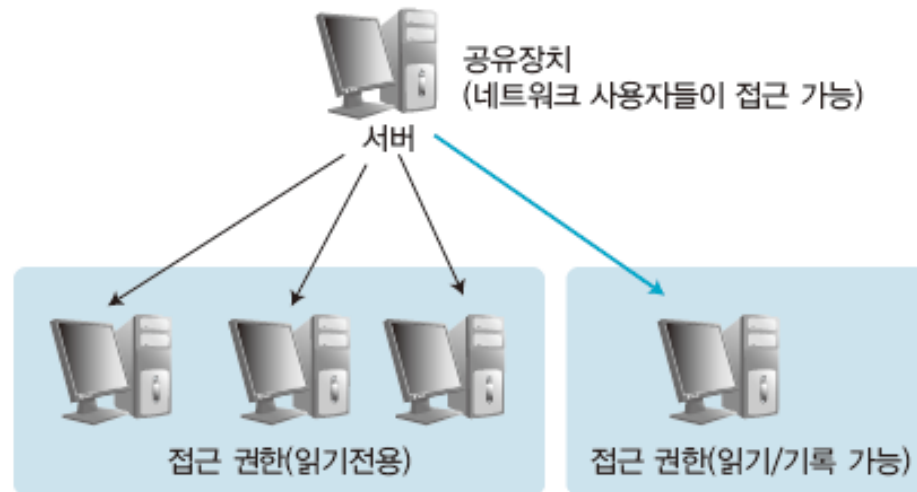 공유장치
(네트워크 사용자들이 접근 가능)
서버
접근 권한(읽기전용)
접근 권한(읽기/기록 가능)